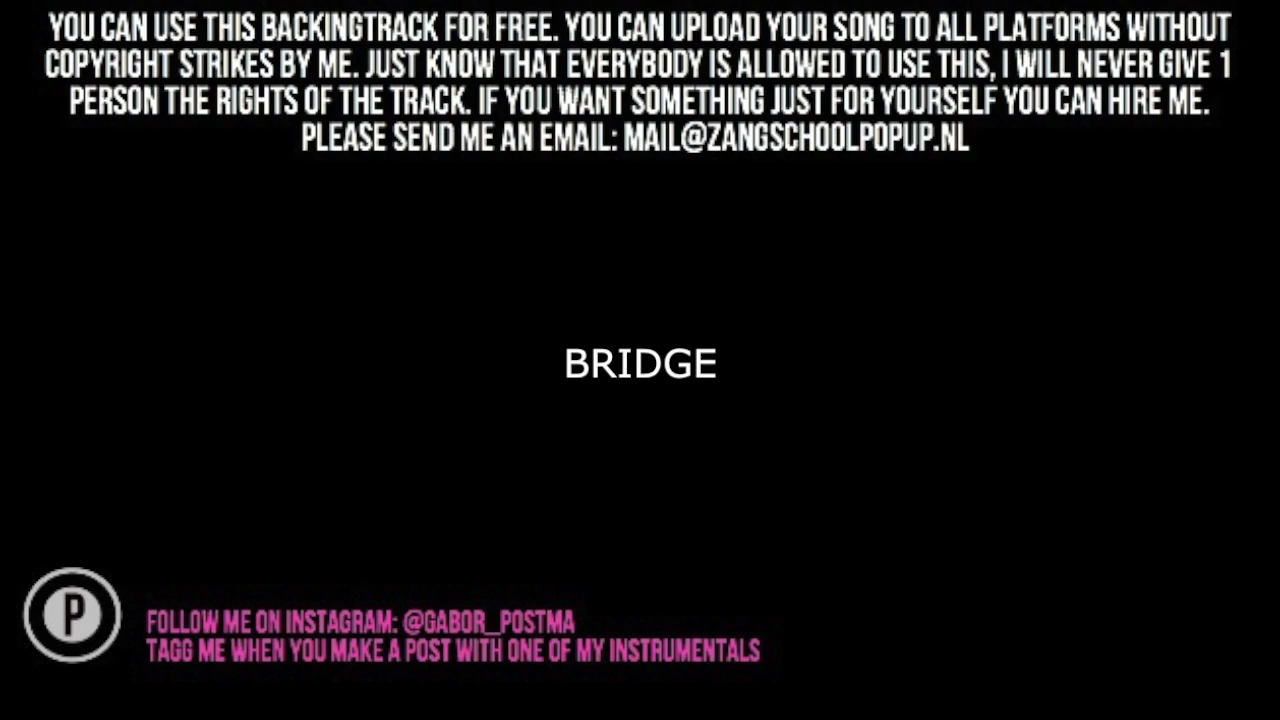 YOU CAN USE THIS BACKINGTRACK FOR FREE. YOU CAN UPLOAD YOUR SONG TO ALL PLATFORMS WITHOUT
COPYRIGHT STRIKES BY ME. JUST KNOW THAT EVERYBODY IS ALLOWED TO USE THIS, I WILL NEVER GIVE 1
PERSON THE RIGHTS OF THE TRACK. IF YOU WANT SOMETHING JUST FOR YOURSELF YOU CAN HIRE ME.
PLEASE SEND ME AN EMAIL: MAIL@ZANGSCHOOLPOPUP.NL
BRIDGE
P
FOLLOW ME ON INSTAGRAM: @GABOR_POSTMA
TAGG ME WHEN YOU MAKE A POST WITH ONE OF MY INSTRUMENTALS